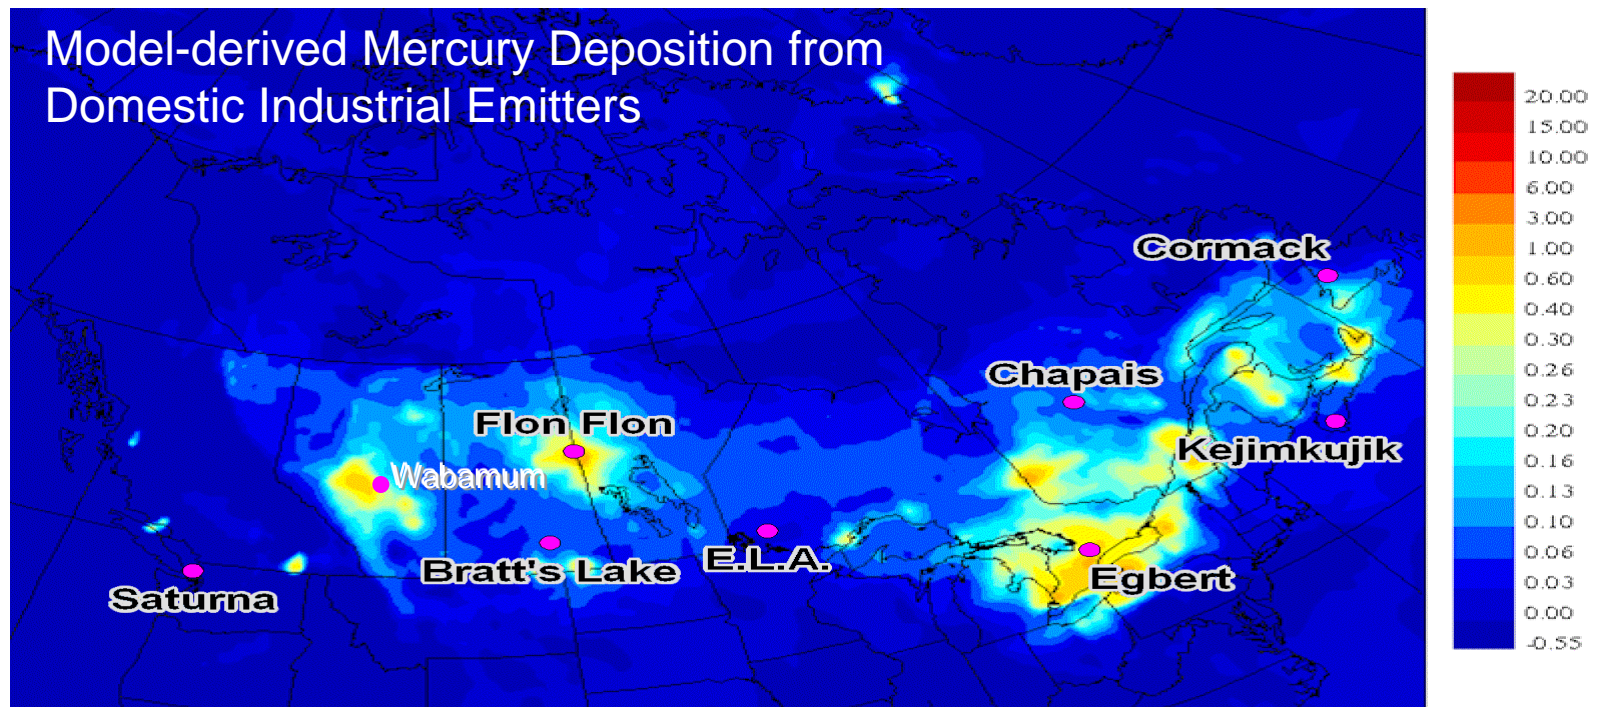 Model-derived Mercury Deposition from
Domestic Industrial Emitters
Cormack
Chapais
Flon Flon
Kejimkujik
Wabamum
Bratt's Lake
E.L.A.
Egbert
Saturna
20.00
15.00
10.00
6.00
3.00
1.00
0.60
0.40
0.30
0.26
0.23
0.20
0.16
0.13
0.10
0.06
0.03
0.00
-0.55